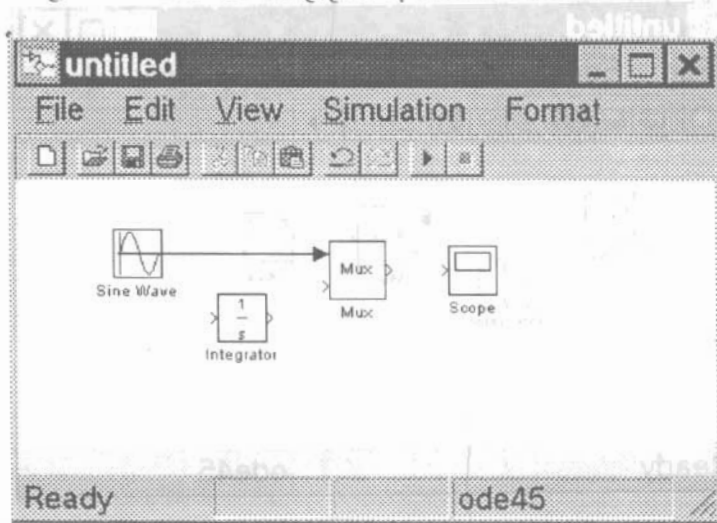 untitled
File Edit View Simulation Format
Sine Wave
1
s
Integrator
Mux
Mux
Scope
Ready ode45